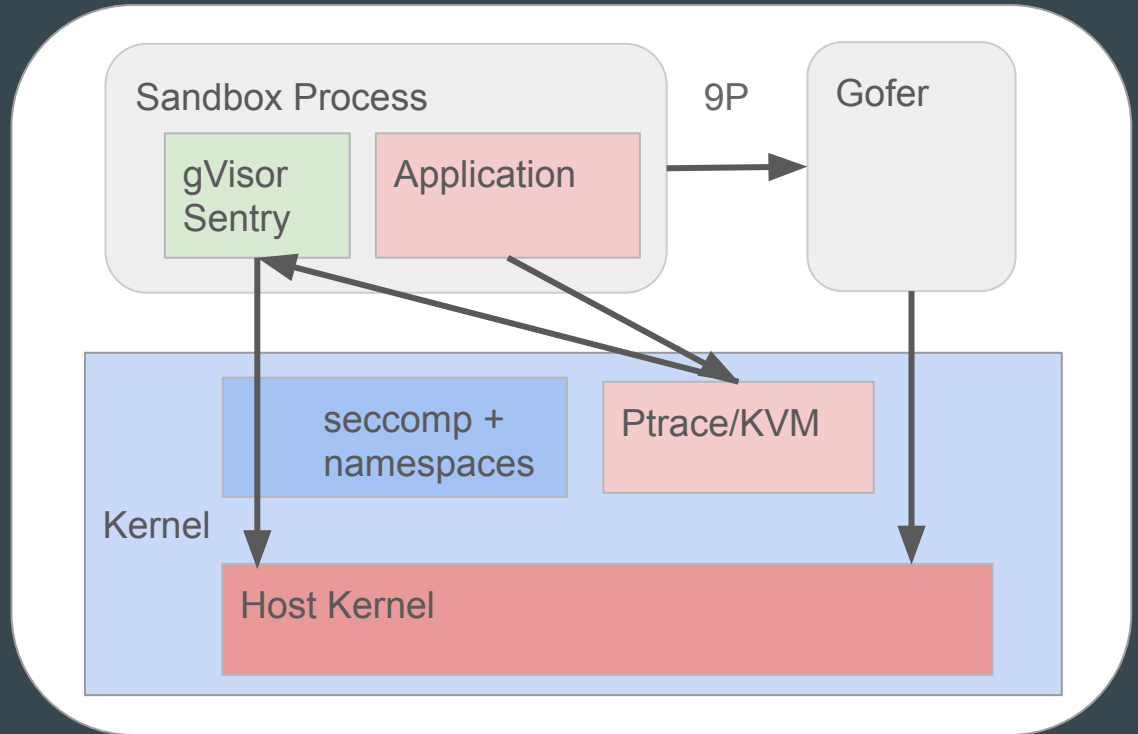 Sandbox Process
9P
Gofer
gVisor
Sentry
Application
seccomp +
namespaces
Ptrace/KVM
Kernel
Host Kernel